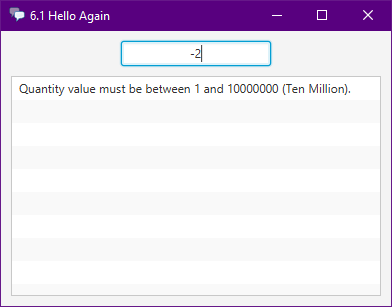 6.1 Hello Again
-2
Quantity value must be between 1 and 10000000 (Ten Million).